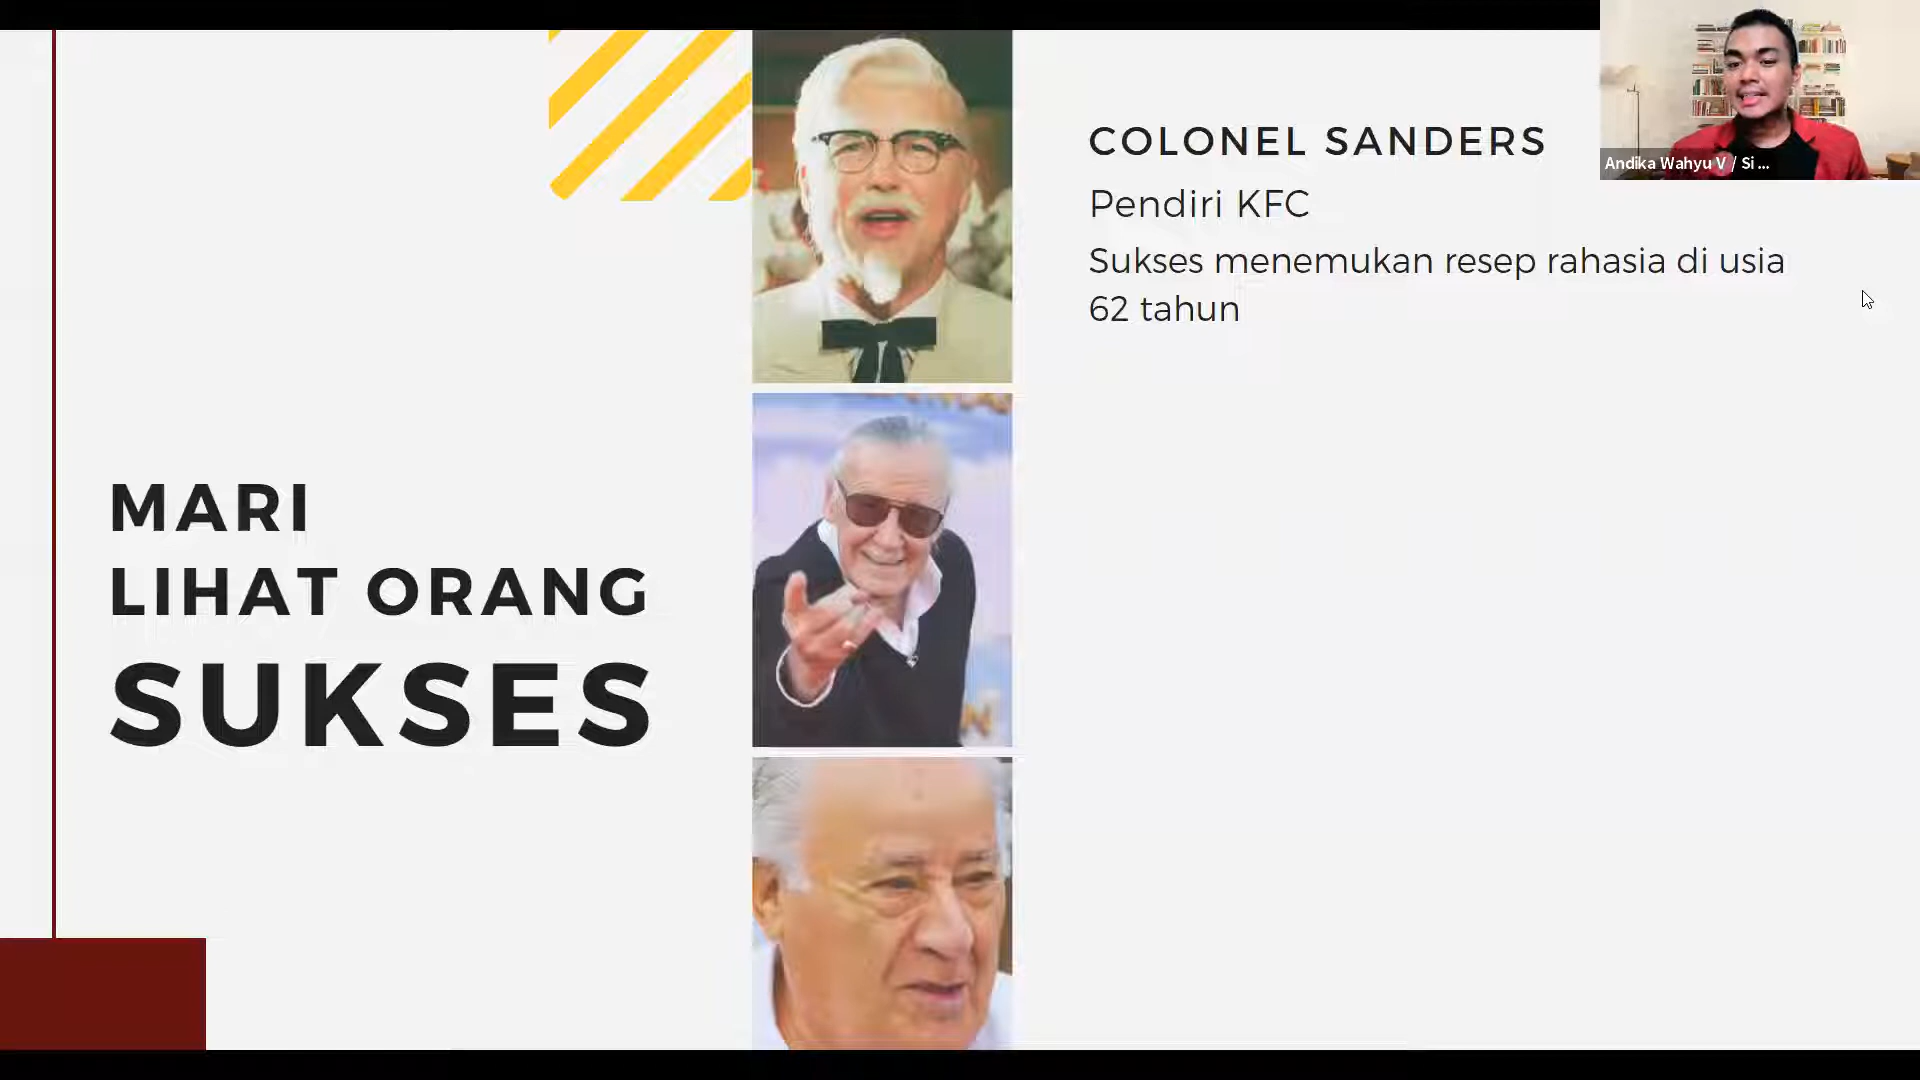 MARI
LIHAT ORANG
SUKSES
COLONEL SANDERS
Pendiri KFC
Sukses menemukan resep rahasia di usia
62 tahun
Andika Wahyu V / Si ...